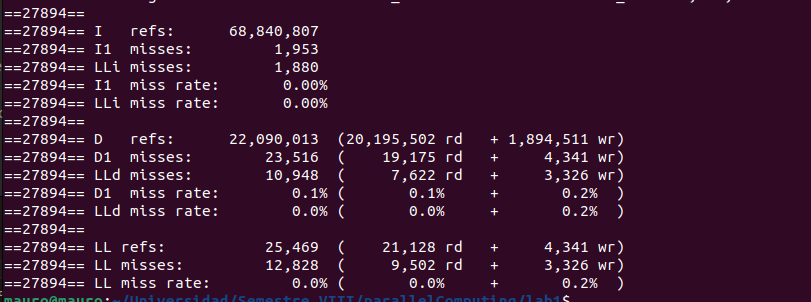 ==27894==
==27894== I   refs:      68,840,807
==27894== I1  misses:         1,953
==27894== LLi misses:         1,880
==27894== I1  miss rate:       0.00%
==27894== LLi miss rate:       0.00%
==27894==
==27894== D   refs:      22,090,013  (20,195,502 rd   + 1,894,511 wr)
==27894== D1  misses:        23,516  (    19,175 rd   +     4,341 wr)
==27894== LLd misses:        10,948  (     7,622 rd   +     3,326 wr)
==27894== D1  miss rate:        0.1% (       0.1%     +       0.2%  )
==27894== LLd miss rate:        0.0% (       0.0%     +       0.2%  )
==27894==
==27894== LL refs:           25,469  (    21,128 rd   +     4,341 wr)
==27894== LL misses:         12,828  (     9,502 rd   +     3,326 wr)
==27894== LL miss rate:         0.0% (       0.0%     +       0.2%  )
mauro@mauro:~/Universidad/Semestre VIII/parallelComputing/lab1$